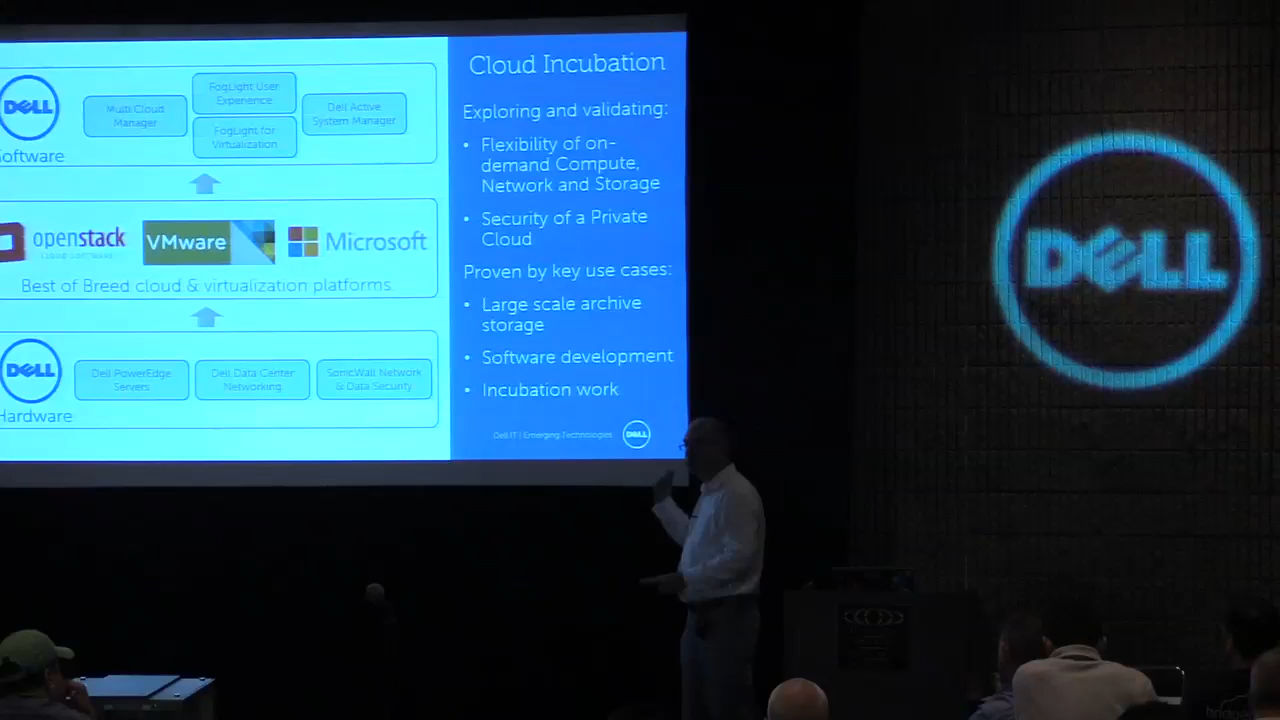 DELL
Software
Multi Cloud
Manager
FogLight User
Experience
FogLight for
Virtualization
Dell Active
System Manager
openstack
CLOUD SOFTWARE
VMware
Microsoft
Best of Breed cloud & virtualization platforms.
DELL
Hardware
Dell PowerEdge
Servers
Dell Data Center
Networking
SonicWall Network
& Data Security
Cloud Incubation
Exploring and validating:
• Flexibility of on-
demand Compute,
Network and Storage
• Security of a Private
Cloud
Proven by key use cases:
• Large scale archive
storage
• Software development
• Incubation work
Dell IT | Emerging Technologies
DELL
DELL